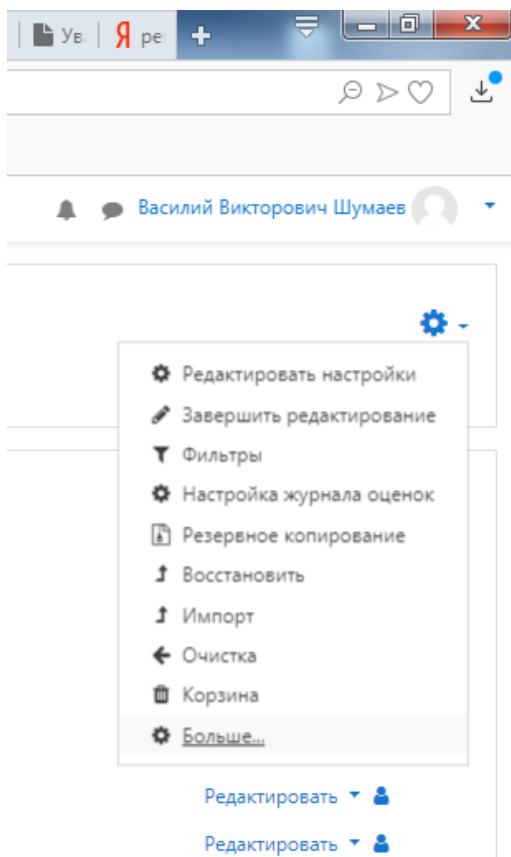 Ув
Я ре
Василий Викторович Шумаев
Редактировать настройки
Завершить редактирование
Фильтры
Настройка журнала оценок
Резервное копирование
Восстановить
Импорт
Очистка
Корзина
Больше...
Редактировать
Редактировать